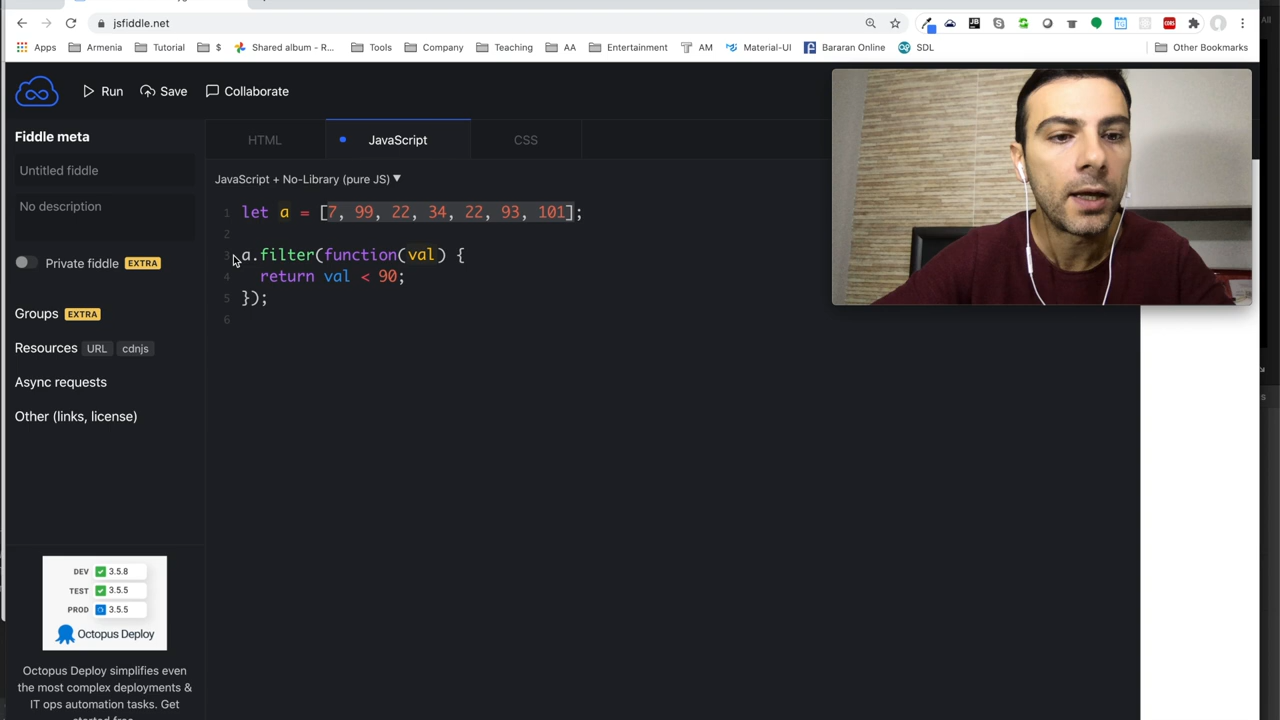 jsfiddle.net
Apps Armenia Tutorial $ Shared album - R... Tools Company Teaching AA Entertainment AM Material-UI Bararan Online SDL Other Bookmarks
Run Save Collaborate
Fiddle meta
Untitled fiddle
No description
Private fiddle EXTRA
Groups EXTRA
Resources URL cdnjs
Async requests
Other (links, license)
HTML JavaScript CSS
JavaScript + No-Library (pure JS)
1 let a = [7, 99, 22, 34, 22, 93, 101];
2
3 a.filter(function(val) {
4 return val < 90;
5 });
6
DEV 3.5.8
TEST 3.5.5
PROD 3.5.5
Octopus Deploy
Octopus Deploy simplifies even
the most complex deployments &
IT ops automation tasks. Get
started free.